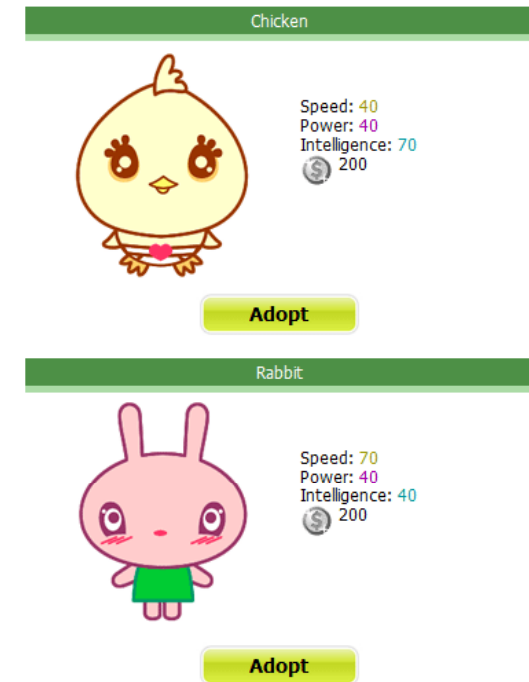 Chicken
Speed: 40
Power: 40
Intelligence: 70
$ 200
Adopt
Rabbit
Speed: 70
Power: 40
Intelligence: 40
$ 200
Adopt